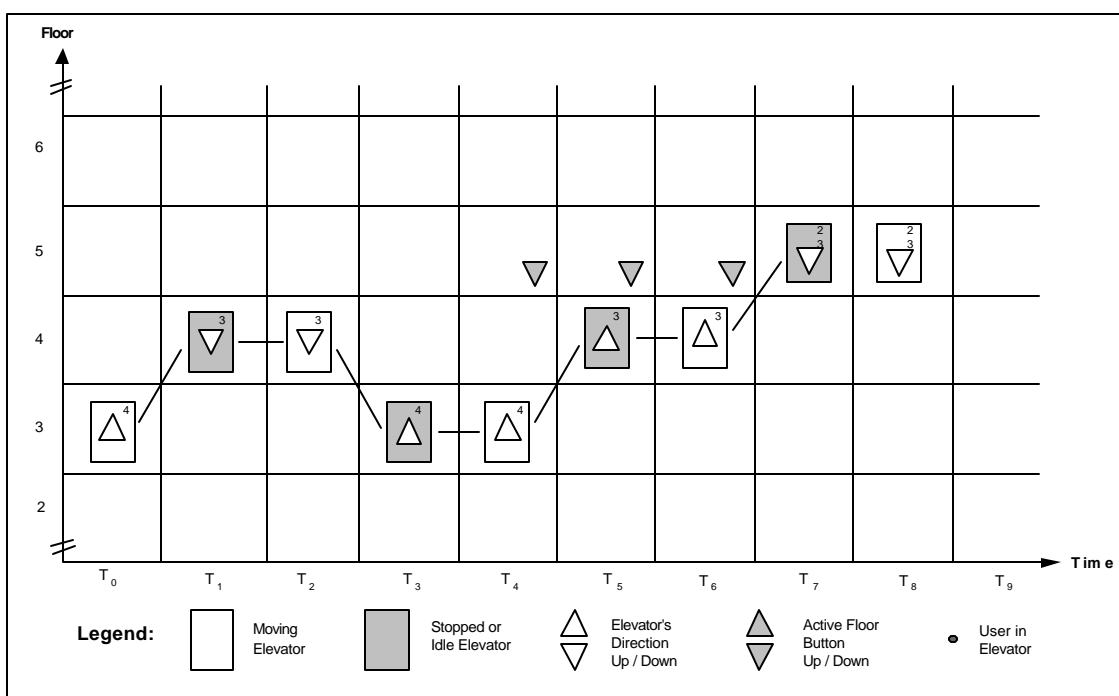 Floor
6
5
4
3
2
4
3
3
4
4
3
3
2
3
2
3
T0
T1
T2
T3
T4
T5
T6
T7
T8
T9
Time
Legend:
Moving
Elevator
Stopped or
Idle Elevator
Elevator's
Direction
Up / Down
Active Floor
Button
Up / Down
User in
Elevator